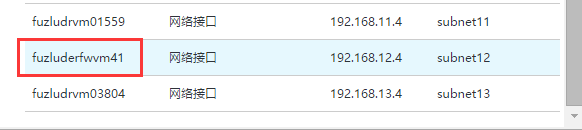 fuzludrvm01559 网络接口 192.168.11.4 subnet11
fuzluderfwvm41 网络接口 192.168.12.4 subnet12
fuzludrvm03804 网络接口 192.168.13.4 subnet13